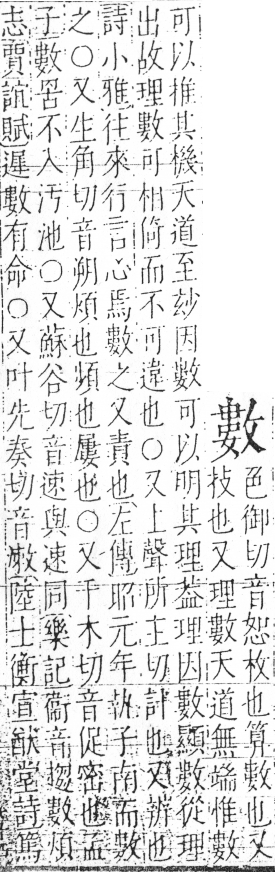 數
色御切音恕枚也算數也又
技也又理數天道無端惟數
可以推其機天道至玅因數可以明其理葢理因數顯數從理
出故理數可相倚而不可違也○又上聲所主切計也又辨也
詩小雅往來行言心焉數之又責也左傳昭元年執子南而數
之○又生角切音朔煩也頻也屢也○又千木切音促密也孟
子數罟不入汚池○又蘇谷切音速與速同樂記衞音數煩
志賈誼賦遲數有命○又叶先奏切音陸士衡宣猷堂詩篤